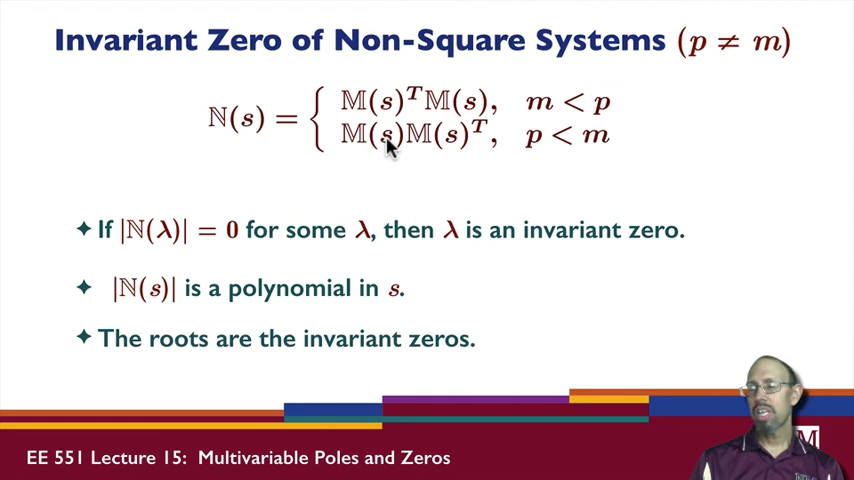 Invariant Zero of Non-Square Systems (p ≠ m)
ℕ(s) = { 𝕄(s)ᵀ𝕄(s), m < p
𝕄(s)𝕄(s)ᵀ, p < m
✦ If |ℕ(λ)| = 0 for some λ, then λ is an invariant zero.
✦ |ℕ(s)| is a polynomial in s.
✦ The roots are the invariant zeros.
M
EE 551 Lecture 15: Multivariable Poles and Zeros